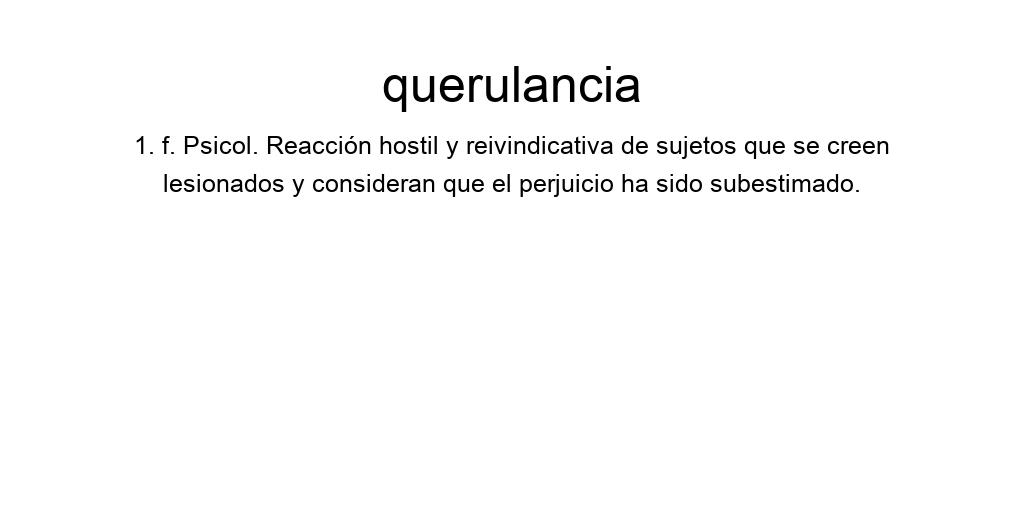 querulancia
1. f. Psicol. Reacción hostil y reivindicativa de sujetos que se creen
lesionados y consideran que el perjuicio ha sido subestimado.